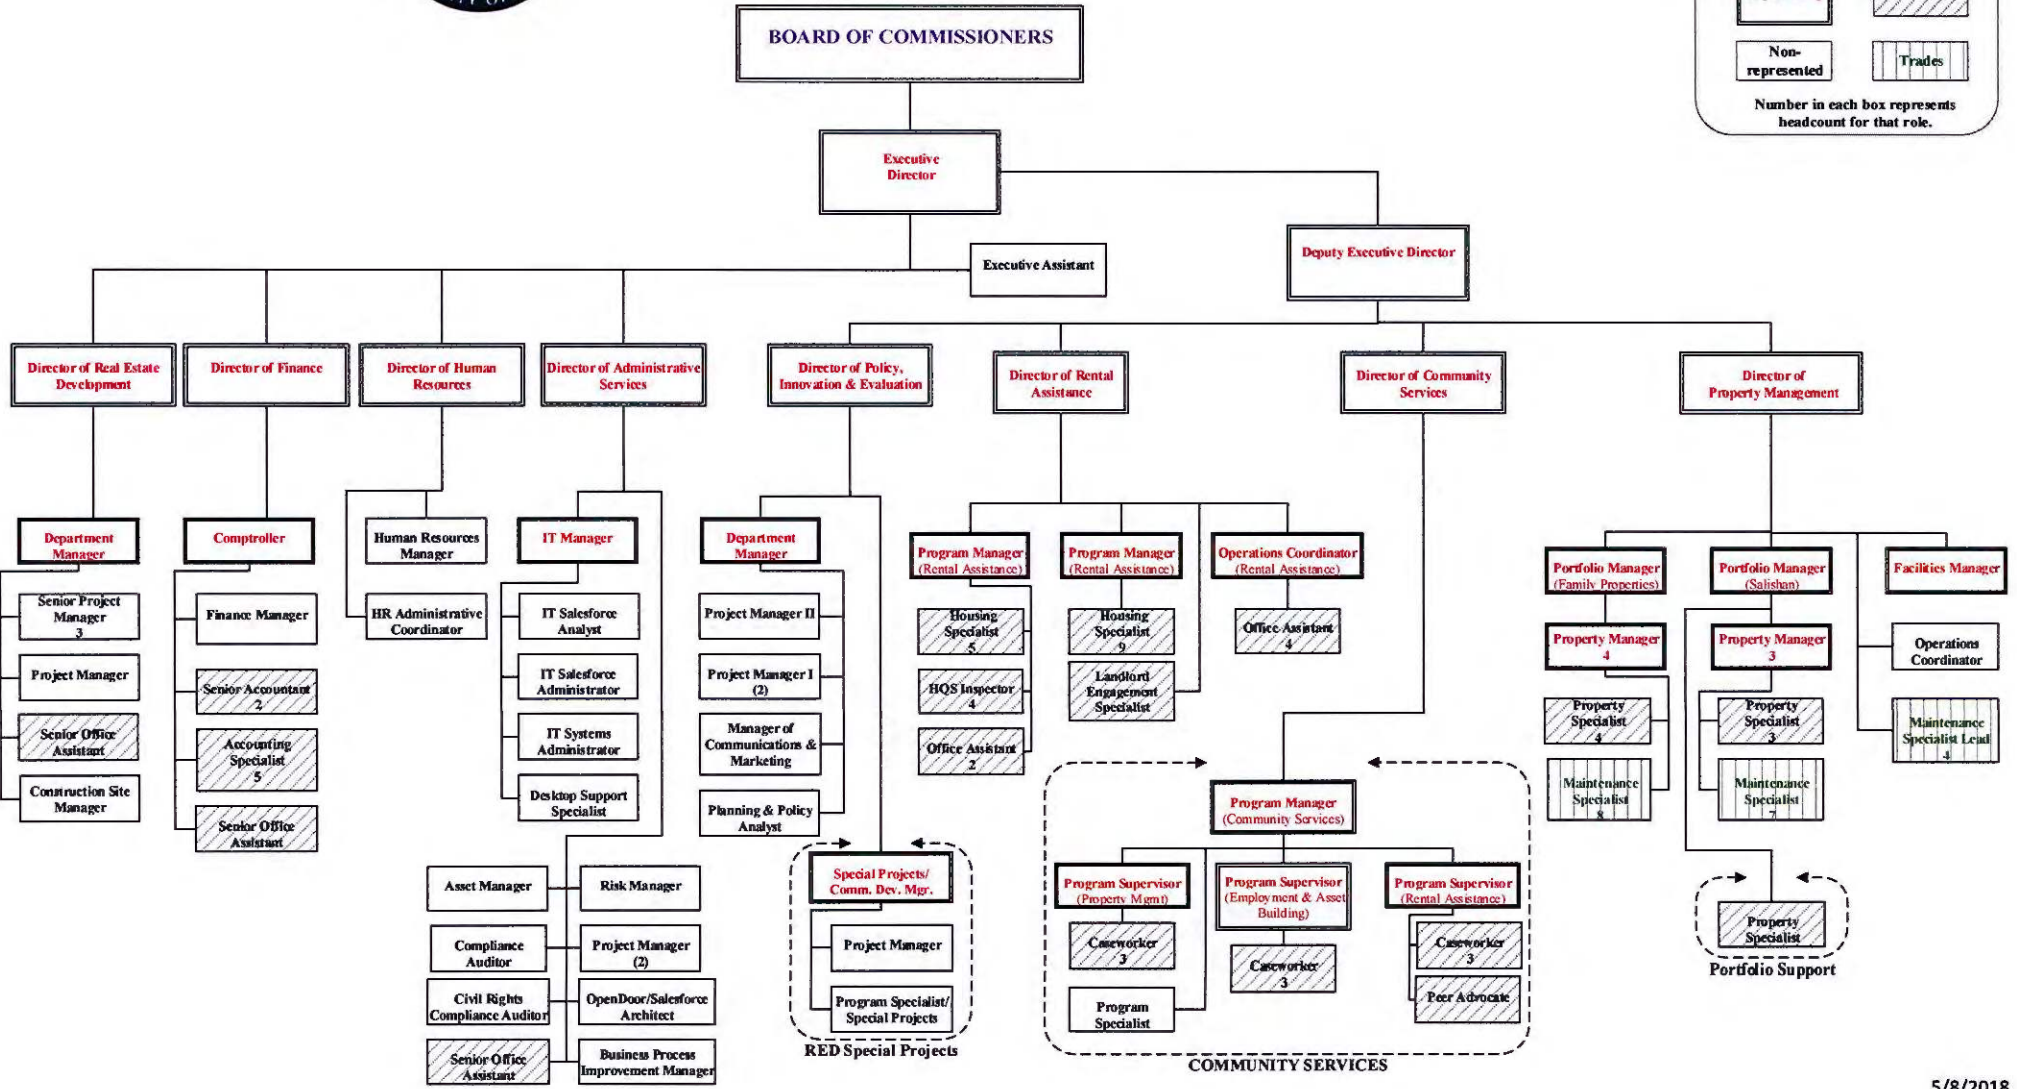 BOARD OF COMMISSIONERS
Non-
represented
Trades
Number in each box represents
headcount for that role.
Executive
Director
Executive Assistant
Deputy Executive Director
Director of Real Estate
Development
Director of Finance
Director of Human
Resources
Director of Administrative
Services
Director of Policy,
Innovation & Evaluation
Director of Rental
Assistance
Director of Community
Services
Director of
Property Management
Department
Manager
Senior Project
Manager
3
Project Manager
Senior Office
Assistant
Construction Site
Manager
Comptroller
Finance Manager
Senior Accountant
2
Accounting
Specialist
5
Senior Office
Assistant
Human Resources
Manager
HR Administrative
Coordinator
IT Manager
IT Salesforce
Analyst
IT Salesforce
Administrator
IT Systems
Administrator
Desktop Support
Specialist
Asset Manager
Risk Manager
Compliance
Auditor
Project Manager
(2)
Civil Rights
Compliance Auditor
OpenDoor/Salesforce
Architect
Senior Office
Assistant
Business Process
Improvement Manager
Department
Manager
Project Manager II
Project Manager I
(2)
Manager of
Communications &
Marketing
Planning & Policy
Analyst
Special Projects/
Comm. Dev. Mgr.
Project Manager
Program Specialist/
Special Projects
RED Special Projects
Program Manager
(Rental Assistance)
Housing
Specialist
5
HQS Inspector
4
Office Assistant
2
Program Manager
(Rental Assistance)
Housing
Specialist
9
Landlord
Engagement
Specialist
Operations Coordinator
(Rental Assistance)
Office Assistant
4
Program Manager
(Community Services)
Program Supervisor
(Property Mgmt)
Caseworker
3
Program
Specialist
Program Supervisor
(Employment & Asset
Building)
Caseworker
3
Program Supervisor
(Rental Assistance)
Caseworker
3
Peer Advocate
COMMUNITY SERVICES
Portfolio Manager
(Family Properties)
Property Manager
4
Property
Specialist
4
Maintenance
Specialist
8
Portfolio Manager
(Salishan)
Property Manager
3
Property
Specialist
3
Maintenance
Specialist
7
Property
Specialist
Portfolio Support
Facilities Manager
Operations
Coordinator
Maintenance
Specialist Lead
4
5/8/2018